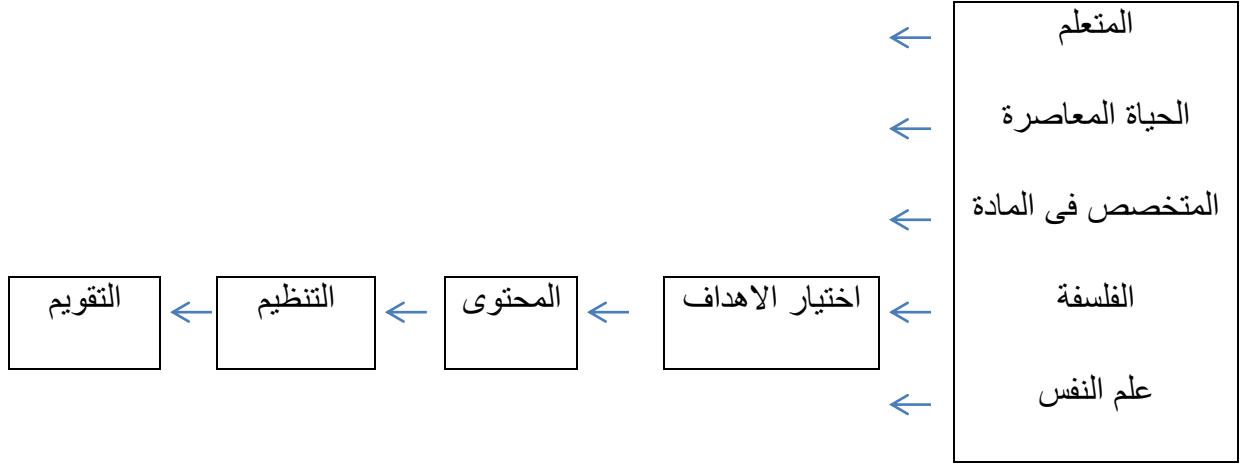 المتعلم
الحياة المعاصرة
المتخصص فى المادة
الفلسفة
علم النفس
اختيار الاهداف
المحتوى
التنظيم
التقويم